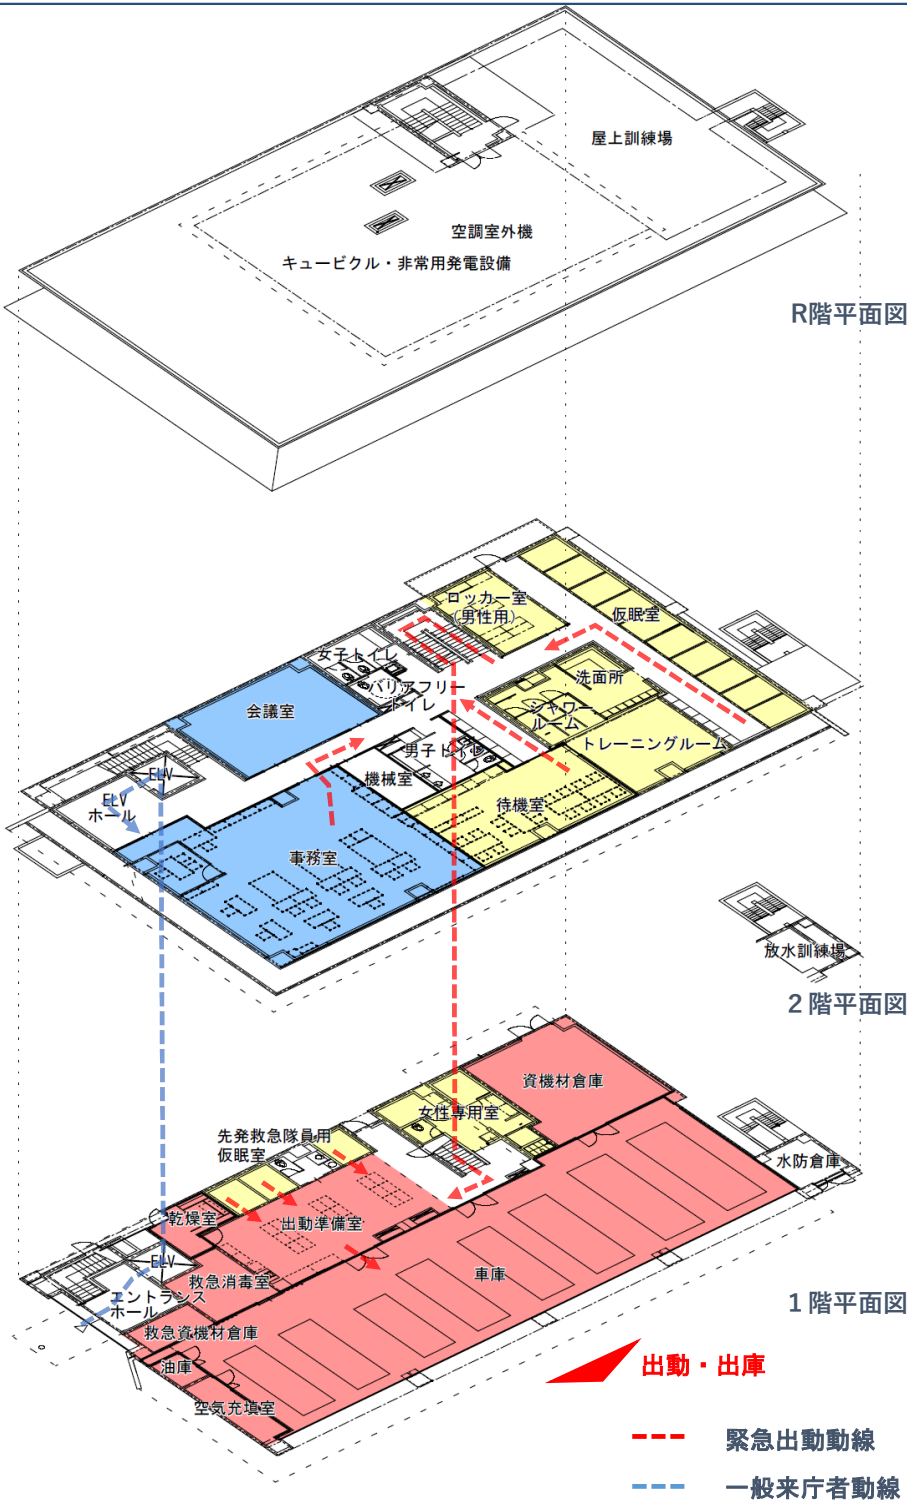 屋上訓練場
空調室外機
キュービクル・非常用発電設備
R階平面図
ロッカー室
(男性用)
仮眠室
女子トイレ
洗面所
バリアフリー
トイレ
シャワー
ルーム
会議室
トレーニングルーム
男子トイレ
機械室
ELV
ELV
ホール
待機室
事務室
放水訓練場
2階平面図
資機材倉庫
女性専用室
先発救急隊員用
仮眠室
水防倉庫
乾燥室
出動準備室
ELV
救急消毒室
車庫
エントランス
ホール
1階平面図
救急資機材倉庫
油庫
出動・出庫
空気充填室
緊急出動動線
一般来庁者動線